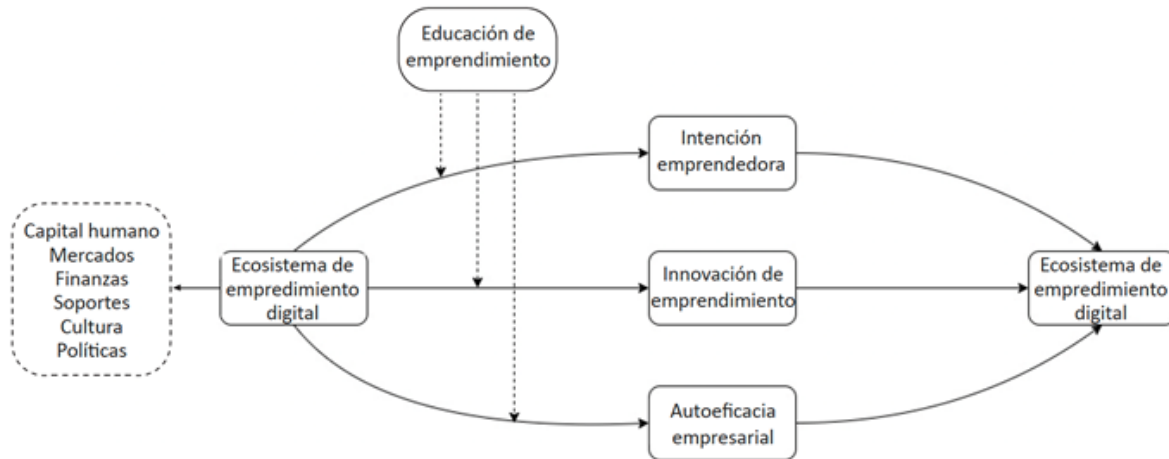 Educación de
emprendimiento
Intención
emprendedora
Capital humano
Mercados
Finanzas
Soportes
Cultura
Políticas
Ecosistema de
empredimiento
digital
Innovación de
emprendimiento
Ecosistema de
empredimiento
digital
Autoeficacia
empresarial